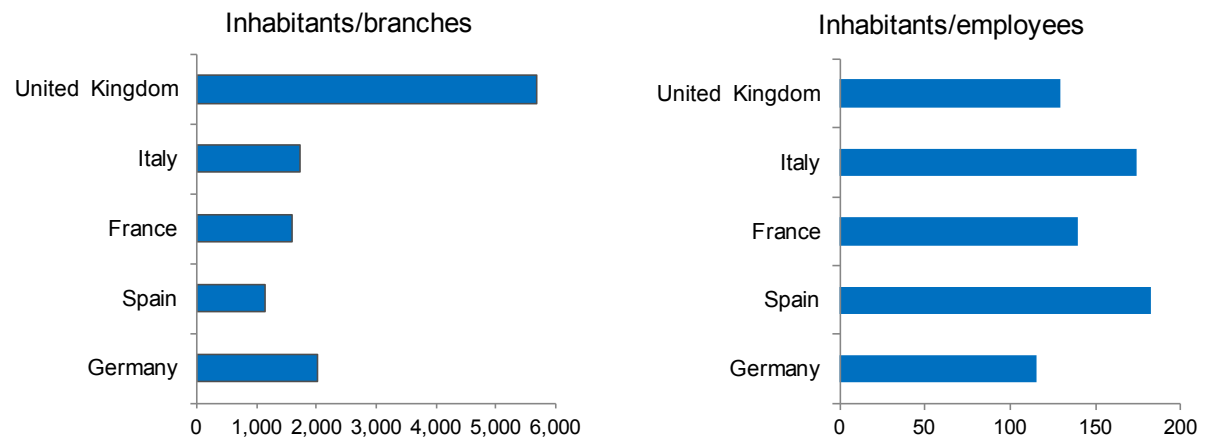 Inhabitants/branches
United Kingdom
Italy
France
Spain
Germany
0 1,000 2,000 3,000 4,000 5,000 6,000
Inhabitants/employees
United Kingdom
Italy
France
Spain
Germany
0 50 100 150 200